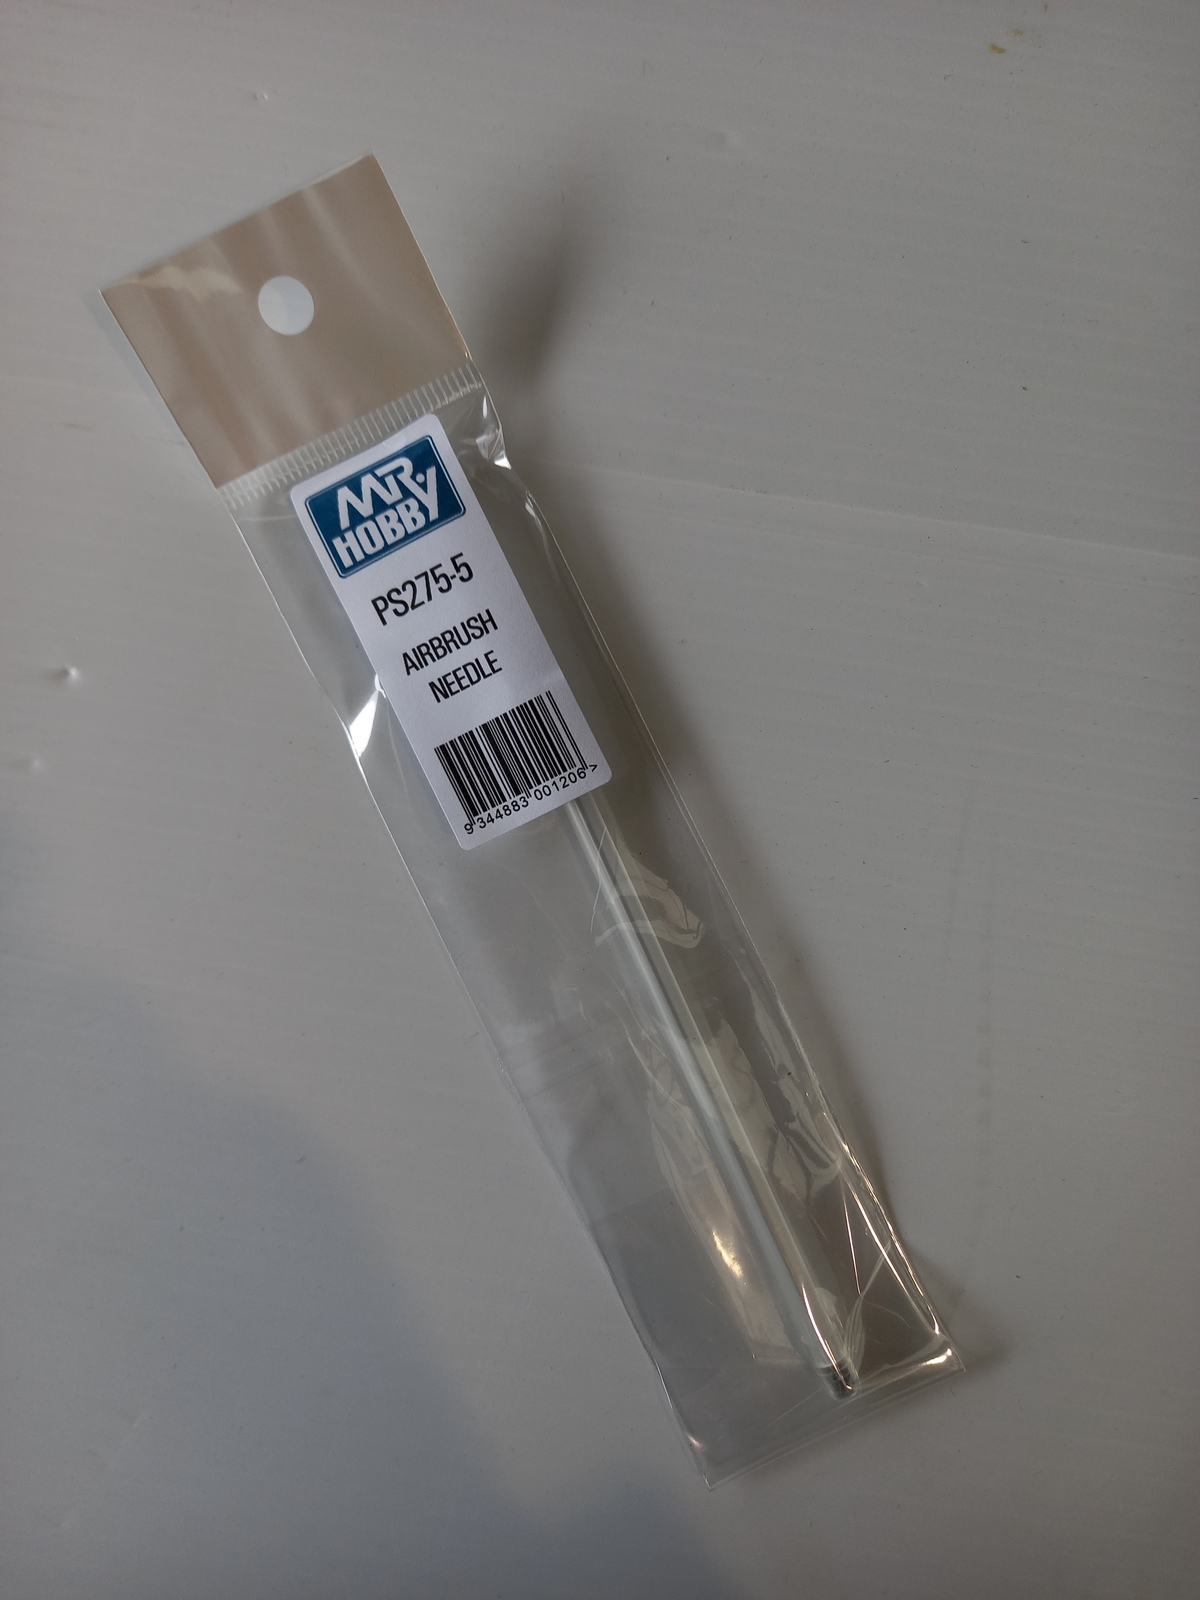 MR.
HOBBY
PS275-5
AIRBRUSH
NEEDLE
9 344883 001206 >